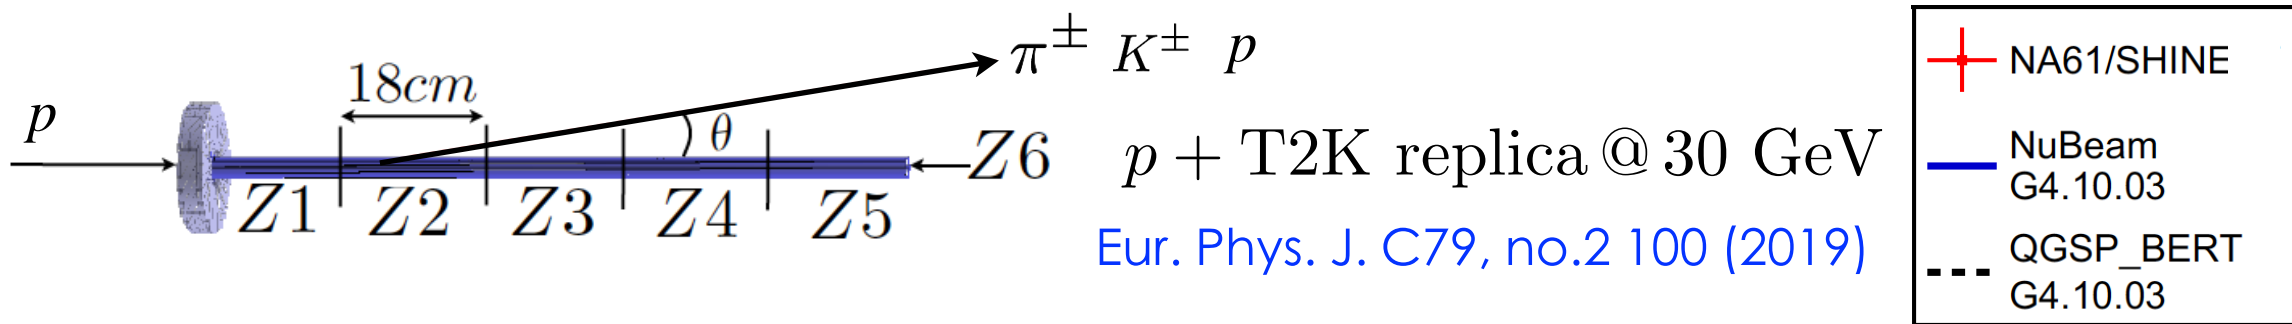 p
18cm
θ
π± K± p
Z1 Z2 Z3 Z4 Z5
Z6
p + T2K replica @ 30 GeV
Eur. Phys. J. C79, no.2 100 (2019)
NA61/SHINE
NuBeam
G4.10.03
QGSP_BERT
G4.10.03